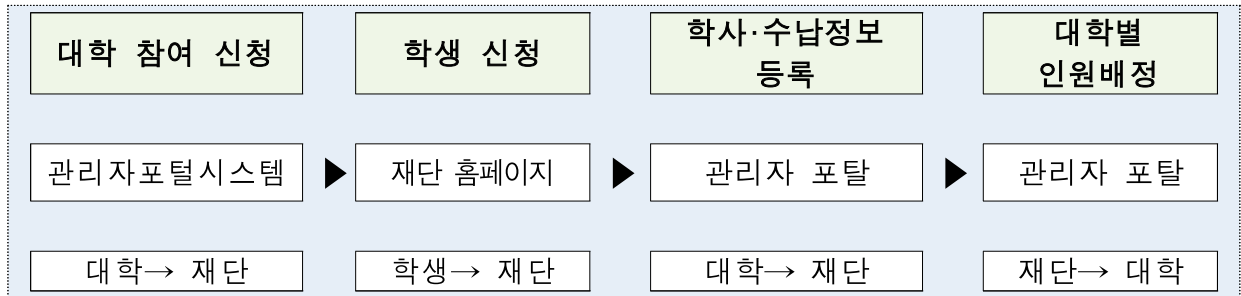 대학 참여 신청
학생 신청
학사·수납정보
등록
대학별
인원배정
관리자포털시스템
재단 홈페이지
관리자 포탈
관리자 포탈
대학→ 재단
학생→ 재단
대학→ 재단
재단→ 대학